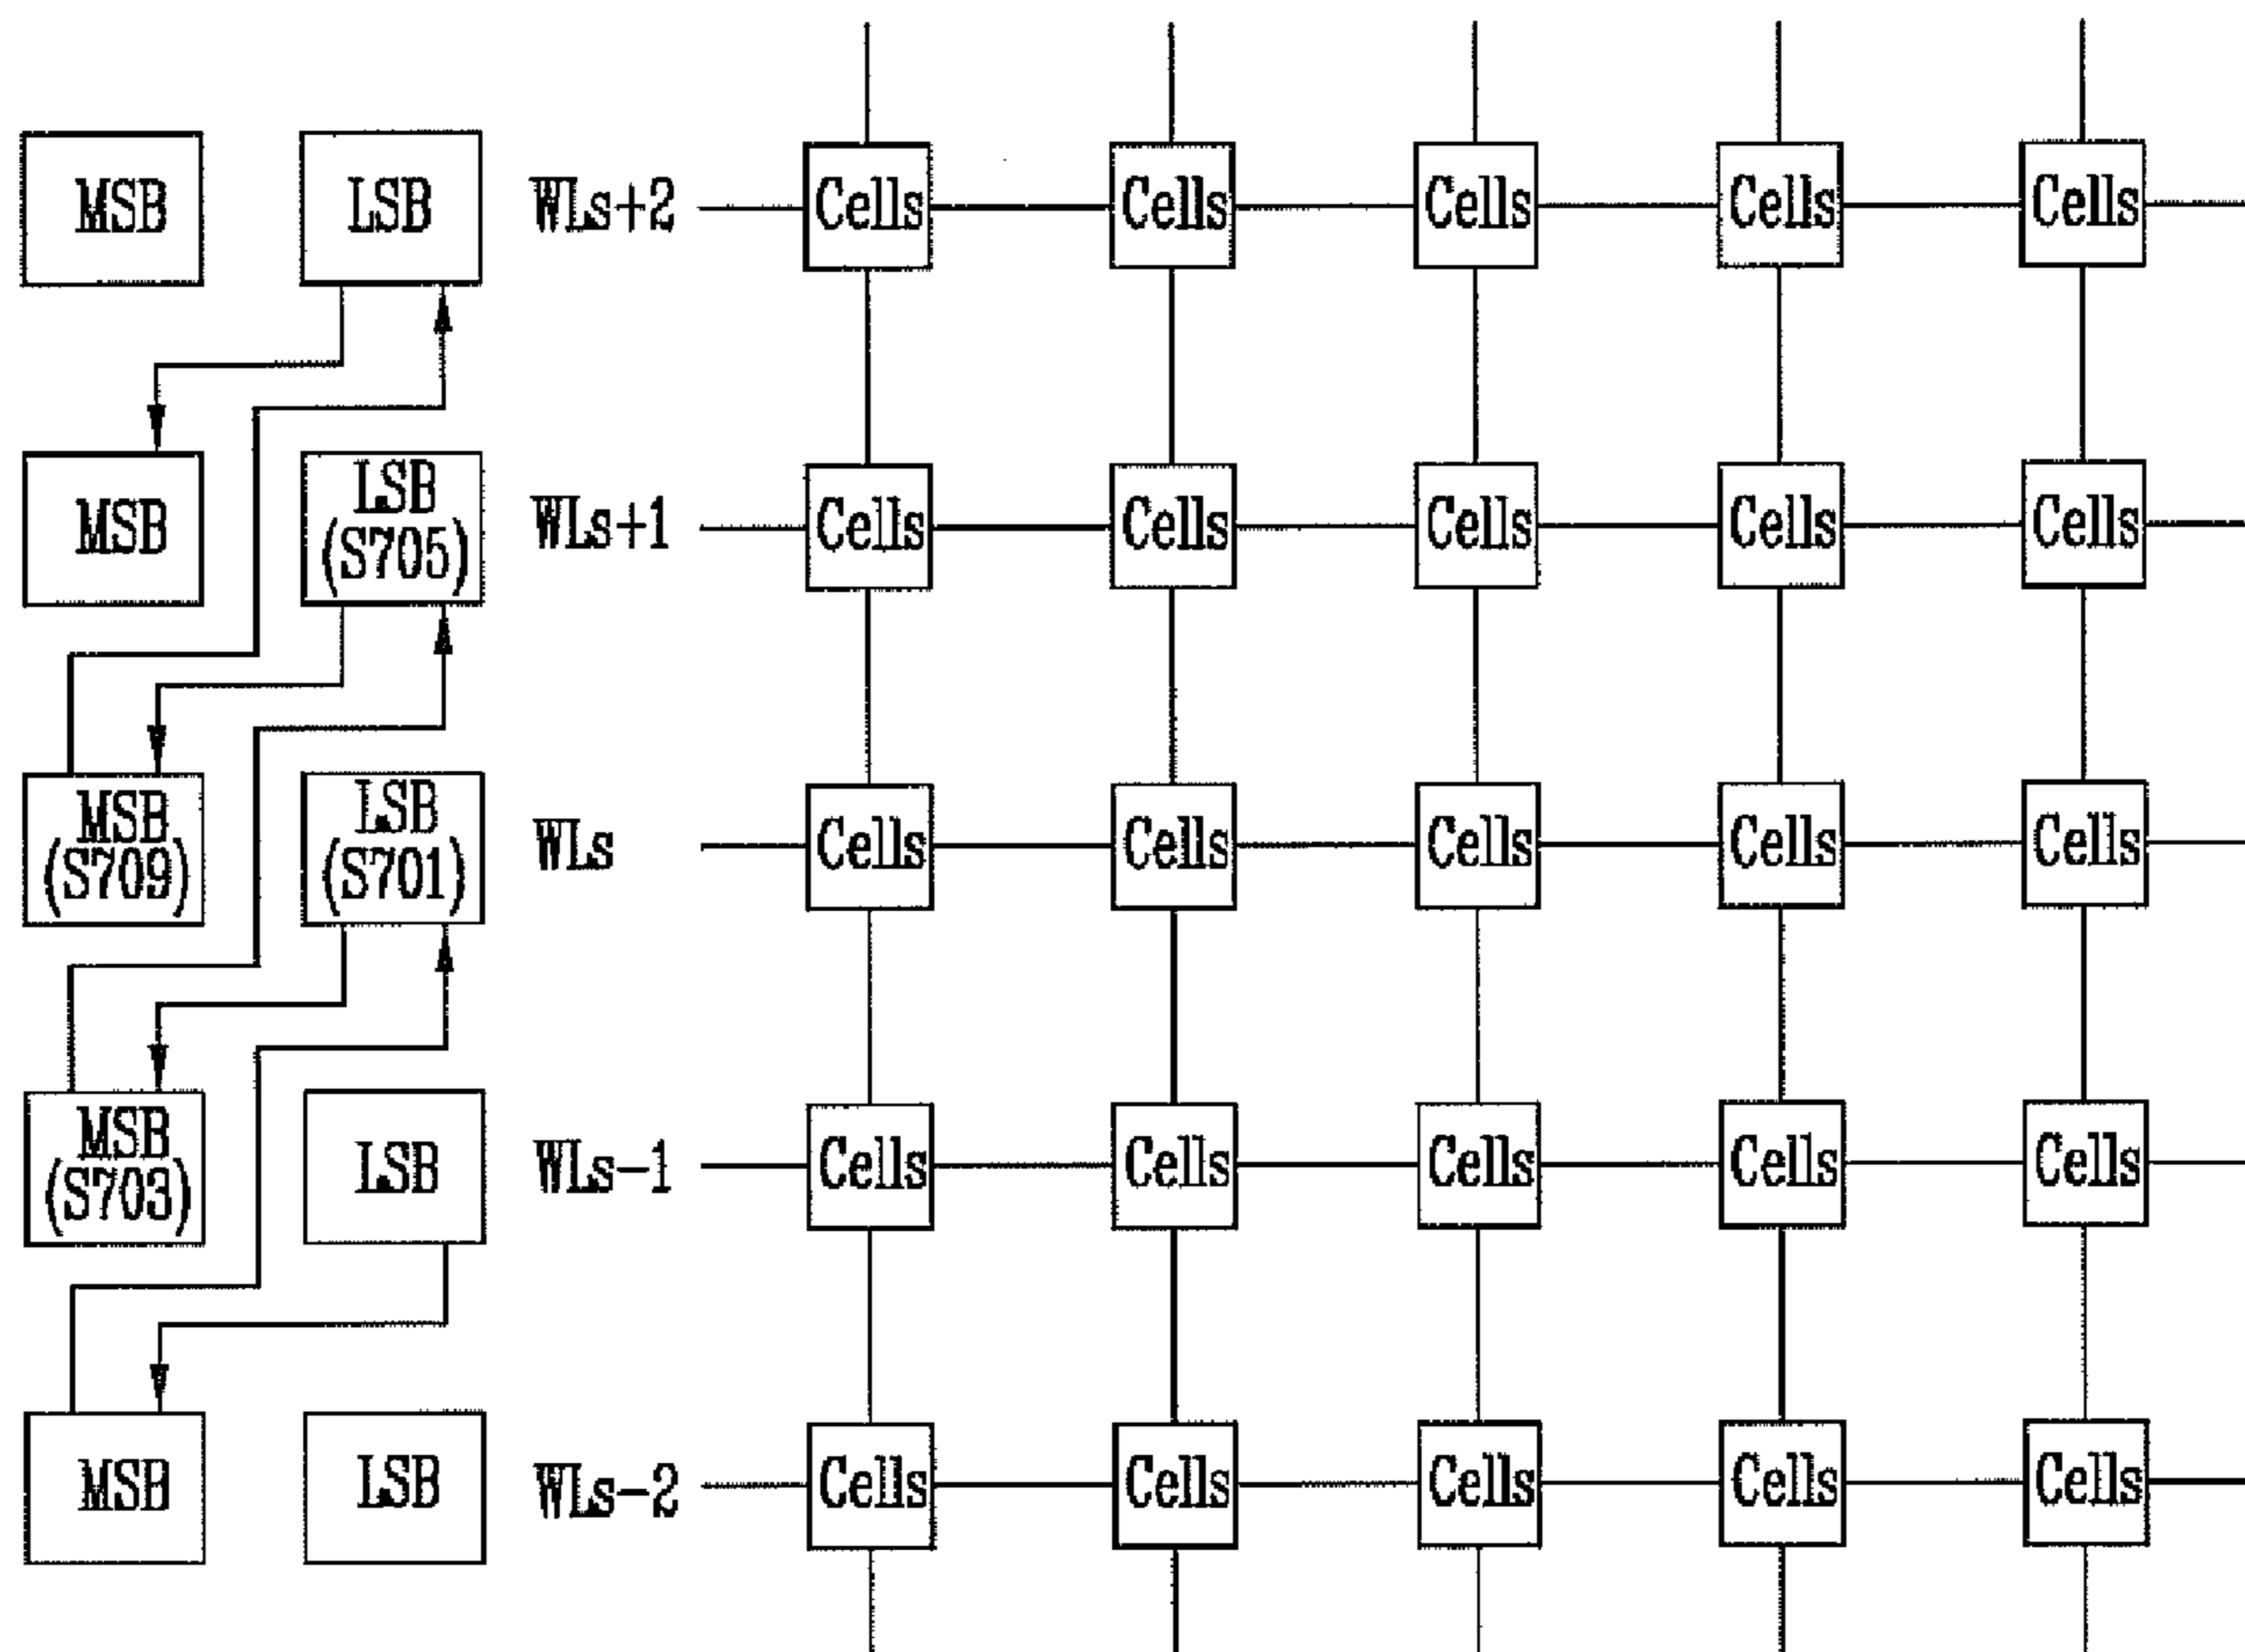 MSB LSB WLs+2 Cells Cells Cells Cells Cells
MSB LSB (S705) WLs+1 Cells Cells Cells Cells Cells
MSB (S709) LSB (S701) WLs Cells Cells Cells Cells Cells
MSB (S703) LSB WLs-1 Cells Cells Cells Cells Cells
MSB LSB WLs-2 Cells Cells Cells Cells Cells